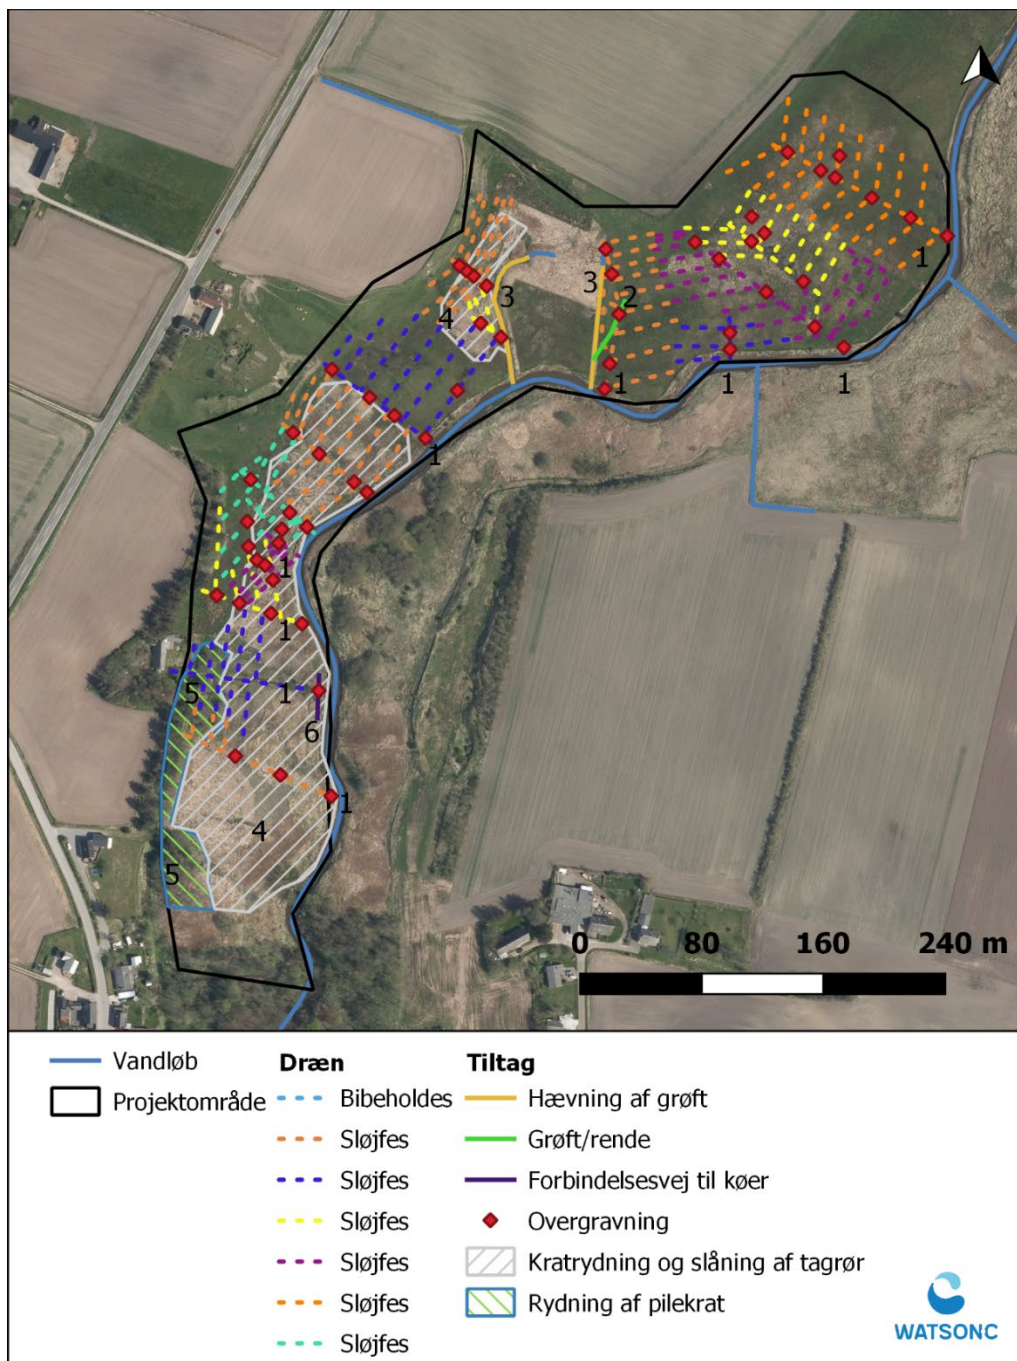 1
3
3
2
4
1
1
1
1
1
1
1
5
6
1
4
5
0 80 160 240 m
Vandløb
Projektområde
Dræn
Bibeholdes
Sløjfes
Sløjfes
Sløjfes
Sløjfes
Sløjfes
Sløjfes
Tiltag
Hævning af grøft
Grøft/rende
Forbindelsesvej til køer
Overgravning
Kratrydning og slåning af tagrør
Rydning af pilekrat
WATSONC